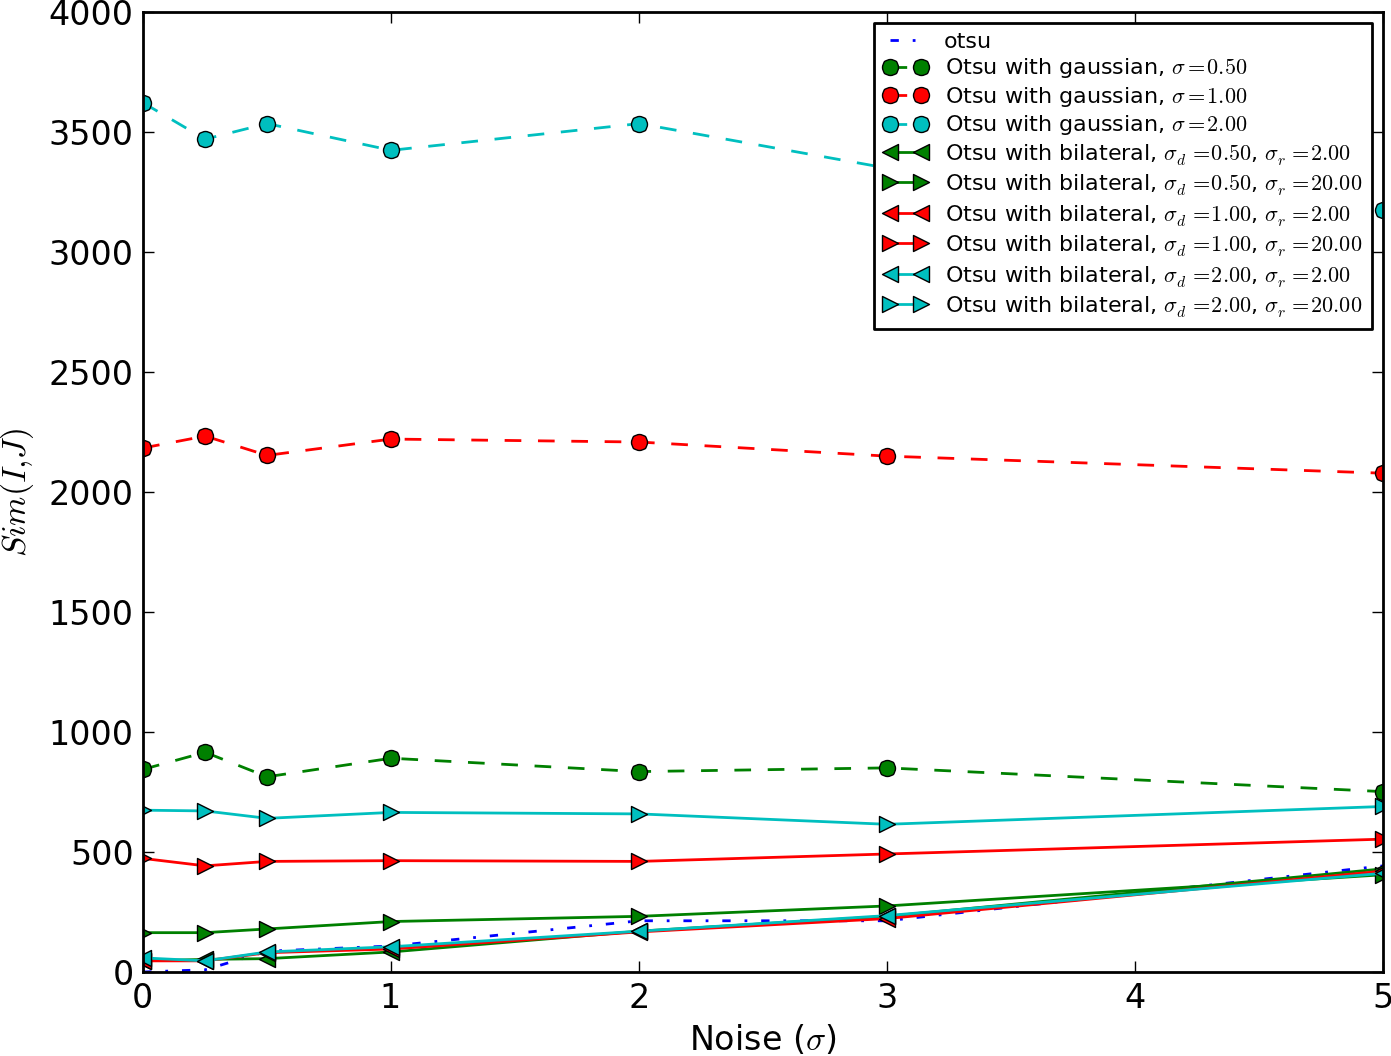 4000
3500
3000
2500
2000
1500
1000
500
0
Sim(I,J)
otsu
Otsu with gaussian, σ=0.50
Otsu with gaussian, σ=1.00
Otsu with gaussian, σ=2.00
Otsu with bilateral, σ_d=0.50, σ_r=2.00
Otsu with bilateral, σ_d=0.50, σ_r=20.00
Otsu with bilateral, σ_d=1.00, σ_r=2.00
Otsu with bilateral, σ_d=1.00, σ_r=20.00
Otsu with bilateral, σ_d=2.00, σ_r=2.00
Otsu with bilateral, σ_d=2.00, σ_r=20.00
0 1 2 3 4 5
Noise (σ)